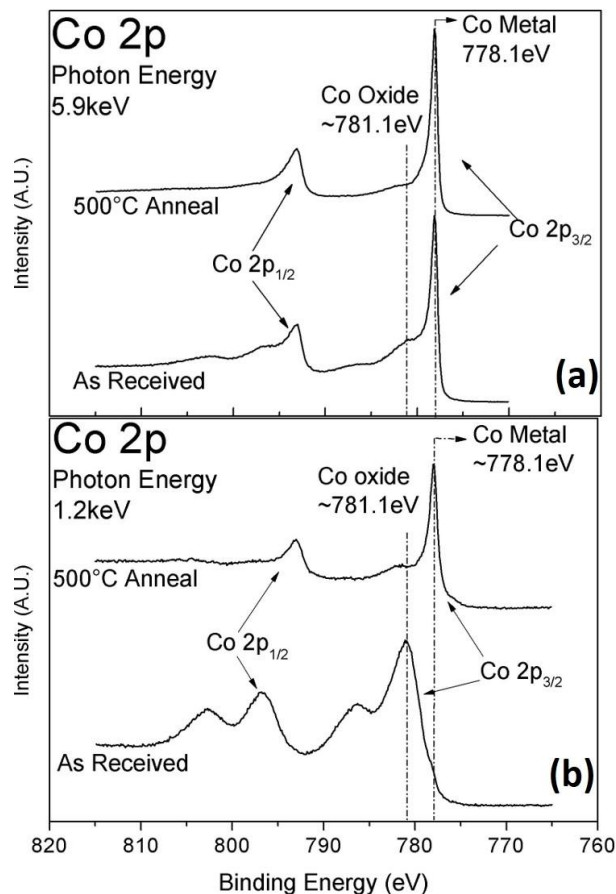 Co 2p
Photon Energy
5.9keV
Co Metal
778.1eV
Co Oxide
~781.1eV
500°C Anneal
Co 2p1/2
Co 2p3/2
As Received
(a)
Intensity (A.U.)
Co 2p
Photon Energy
1.2keV
Co Metal
~778.1eV
Co oxide
~781.1eV
500°C Anneal
Co 2p1/2
Co 2p3/2
As Received
(b)
Intensity (A.U.)
820 810 800 790 780 770 760
Binding Energy (eV)